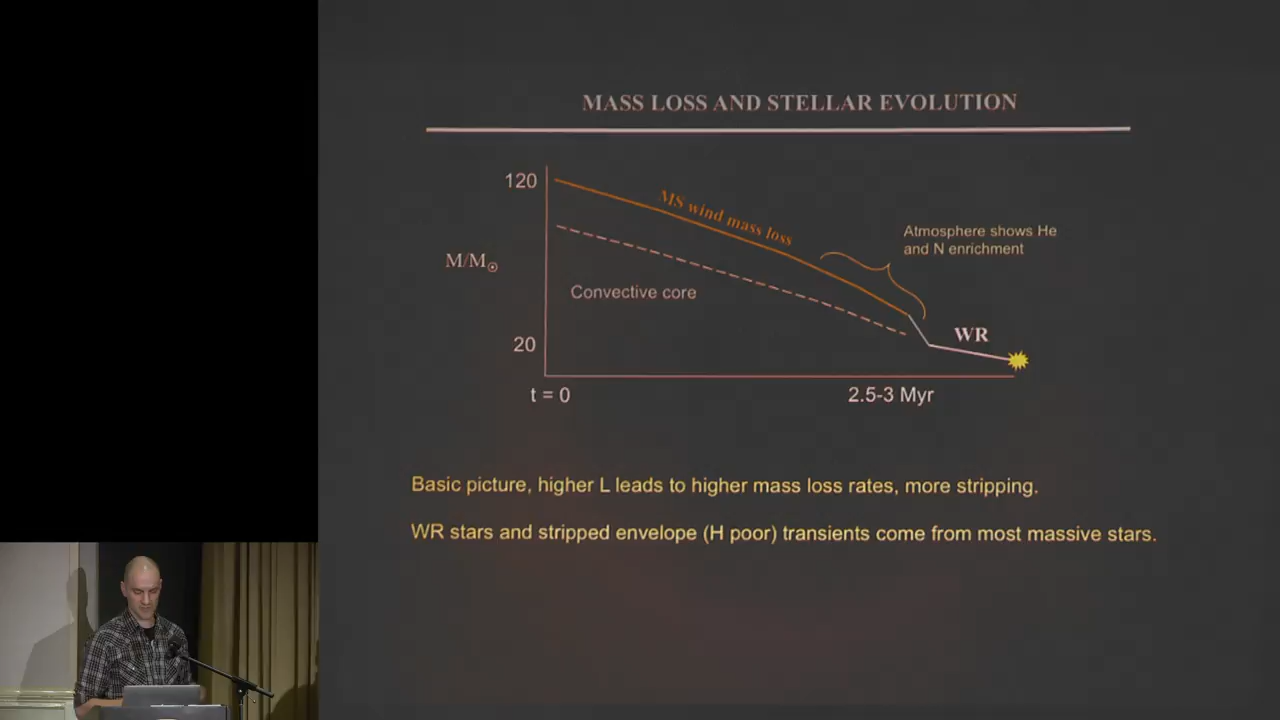 MASS LOSS AND STELLAR EVOLUTION
120
MS wind mass loss
Atmosphere shows He
and N enrichment
M/M☉
Convective core
WR
20
t = 0
2.5-3 Myr
Basic picture, higher L leads to higher mass loss rates, more stripping.
WR stars and stripped envelope (H poor) transients come from most massive stars.